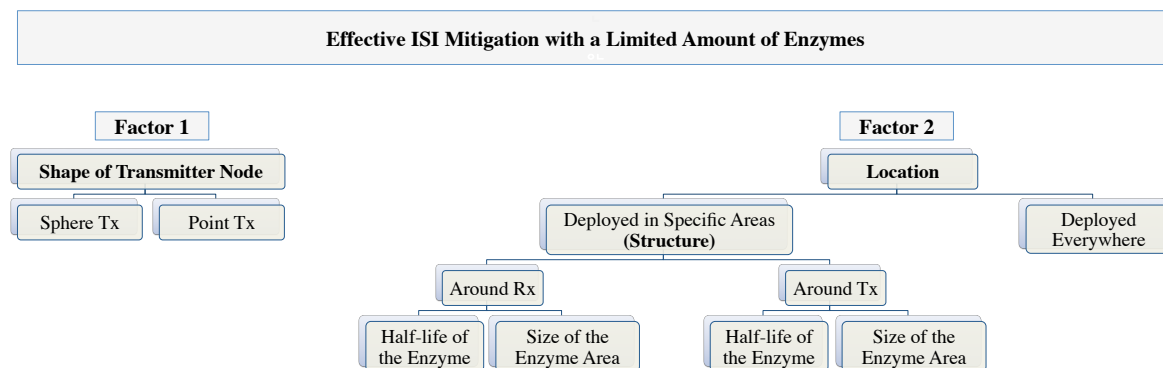 Effective ISI Mitigation with a Limited Amount of Enzymes
Factor 1
Factor 2
Shape of Transmitter Node
Location
Sphere Tx
Point Tx
Deployed in Specific Areas
(Structure)
Deployed
Everywhere
Around Rx
Around Tx
Half-life of
the Enzyme
Size of the
Enzyme Area
Half-life of
the Enzyme
Size of the
Enzyme Area